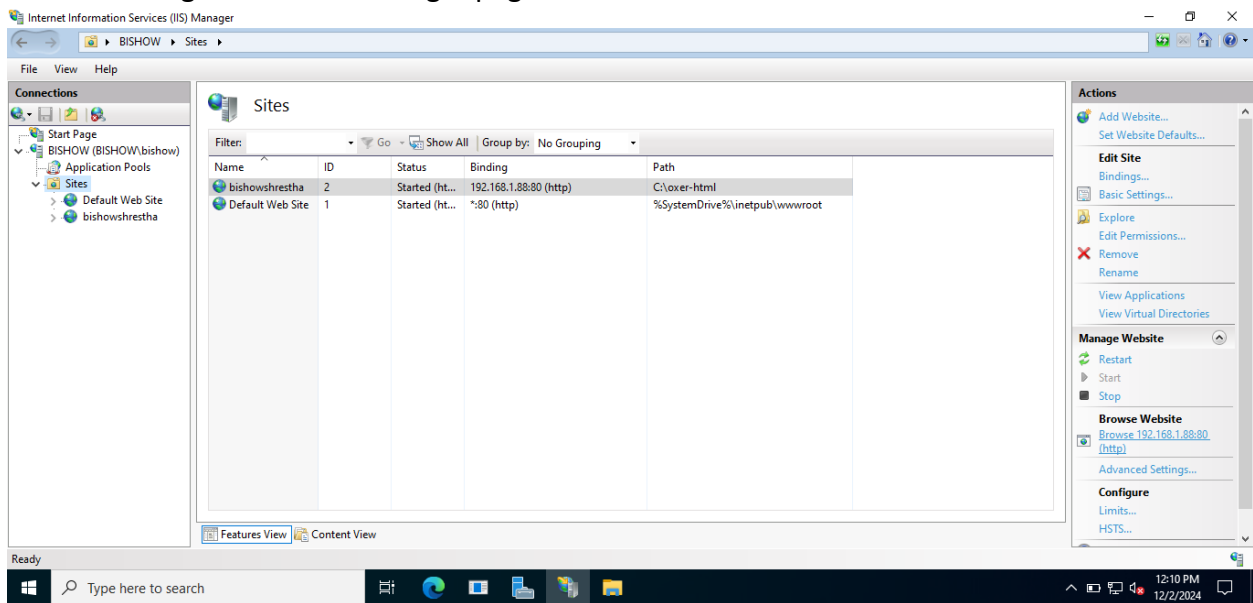 Internet Information Services (IIS) Manager
BISHOW
Sites
File View Help
Connections
Start Page
BISHOW (BISHOW\bishow)
Application Pools
Sites
Default Web Site
bishowshrestha
Sites
Filter: Go Show All Group by: No Grouping
Name ID Status Binding Path
bishowshrestha 2 Started (ht... 192.168.1.88:80 (http) C:\oxer-html
Default Web Site 1 Started (ht... *:80 (http) %SystemDrive%\inetpub\wwwroot
Features View Content View
Actions
Add Website...
Set Website Defaults...
Edit Site
Bindings...
Basic Settings...
Explore
Edit Permissions...
Remove
Rename
View Applications
View Virtual Directories
Manage Website
Restart
Start
Stop
Browse Website
Browse 192.168.1.88:80
(http)
Advanced Settings...
Configure
Limits...
HSTS...
Ready
Type here to search
12:10 PM
12/2/2024